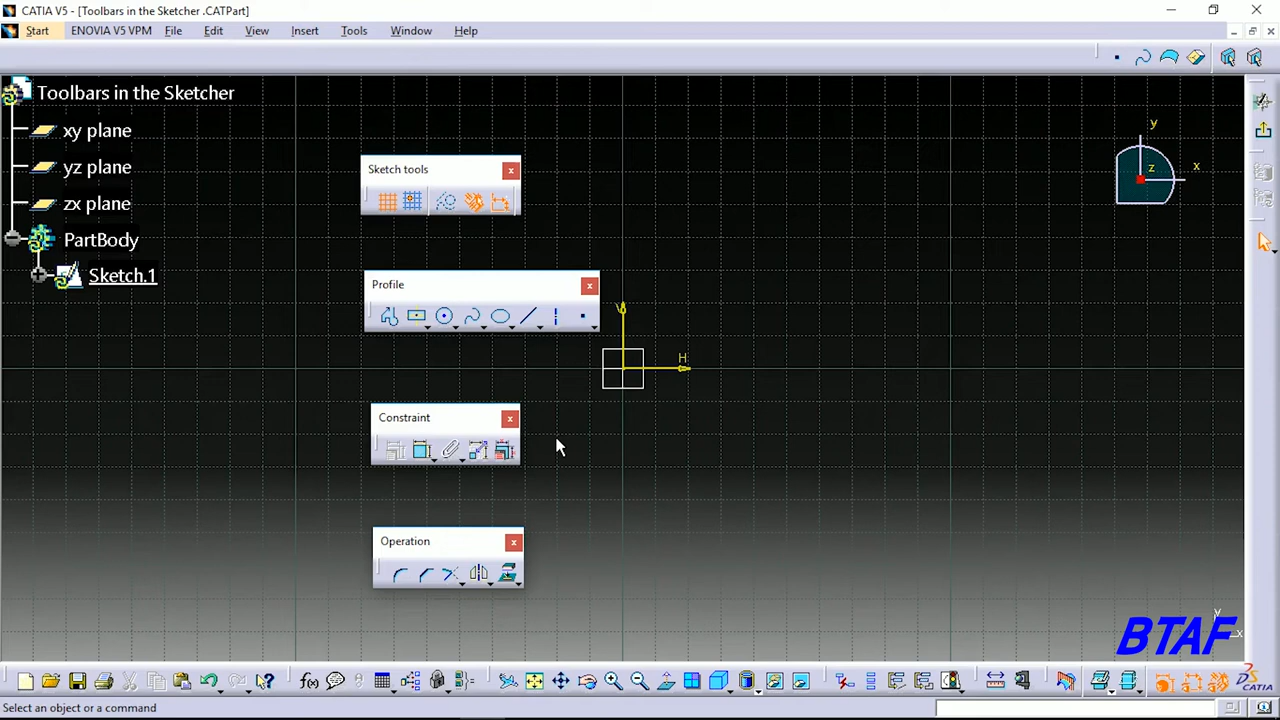 CATIA V5 - [Toolbars in the Sketcher .CATPart]
Start ENOVIA V5 VPM File Edit View Insert Tools Window Help
Toolbars in the Sketcher
xy plane
yz plane
zx plane
PartBody
Sketch.1
Sketch tools
Profile
Constraint
Operation
y
z
x
V
H
BTAF
y
x
f(x)
CATIA
Select an object or a command